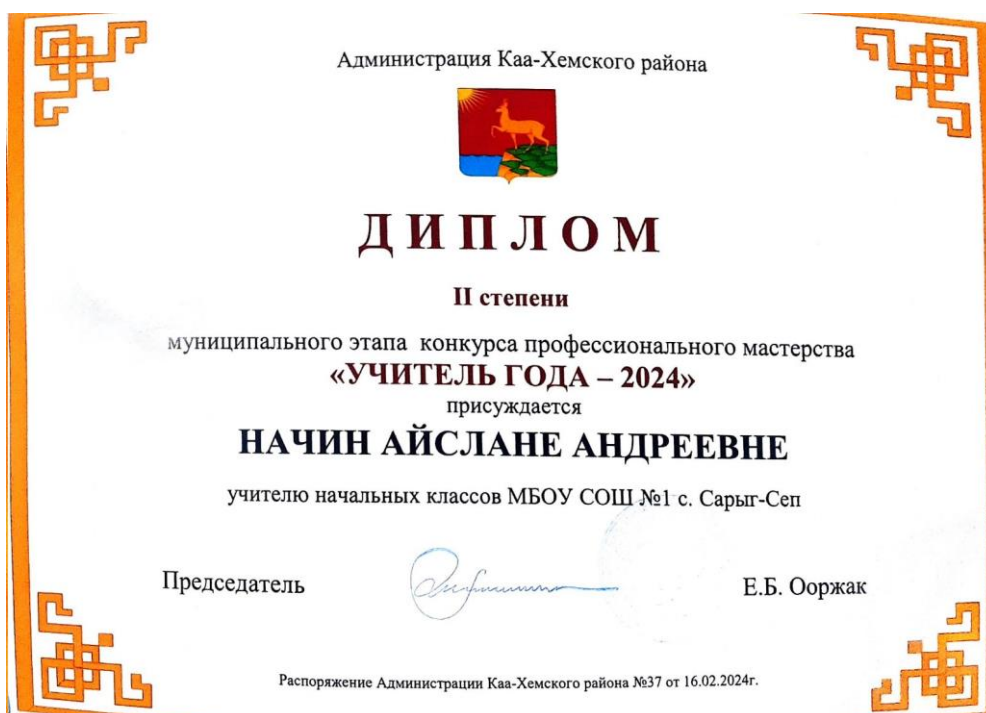 Администрация Каа-Хемского района
ДИПЛОМ
II степени
муниципального этапа конкурса профессионального мастерства
«УЧИТЕЛЬ ГОДА – 2024»
присуждается
НАЧИН АЙСЛАНЕ АНДРЕЕВНЕ
учителю начальных классов МБОУ СОШ №1 с. Сарыг-Сеп
Председатель Е.Б. Ооржак
Распоряжение Администрации Каа-Хемского района №37 от 16.02.2024г.